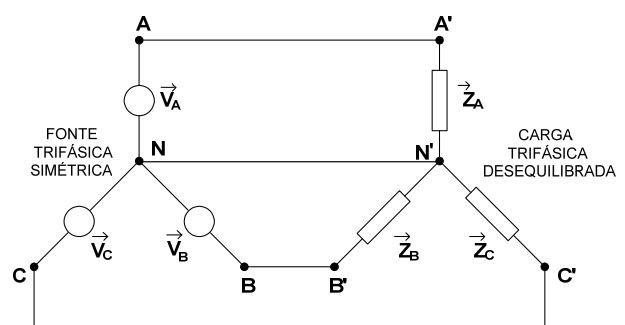 A
A'
V_A
Z_A
FONTE
TRIFÁSICA
SIMÉTRICA
N
N'
CARGA
TRIFÁSICA
DESEQUILIBRADA
V_C
V_B
Z_B
Z_C
C
B
B'
C'